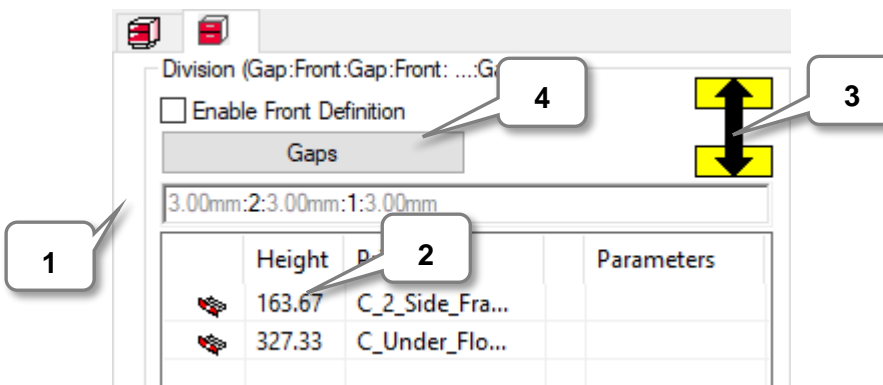 Division (Gap:Front:Gap:Front: ...:Ga
4
3
Enable Front Definition
Gaps
3.00mm:2:3.00mm:1:3.00mm
1
Height
2
Parameters
163.67 C_2_Side_Fra...
327.33 C_Under_Flo...